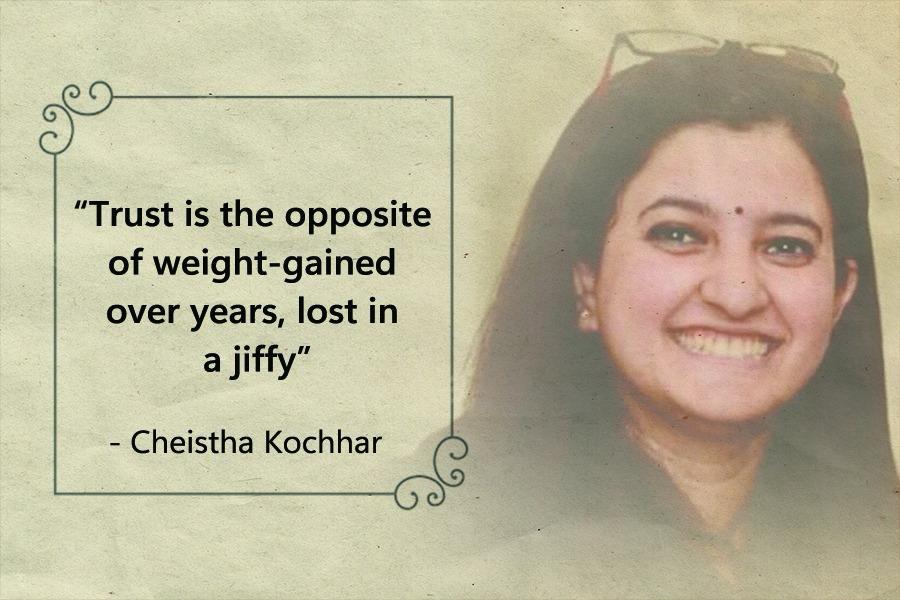 “Trust is the opposite
of weight-gained
over years, lost in
a jiffy”
- Cheistha Kochhar